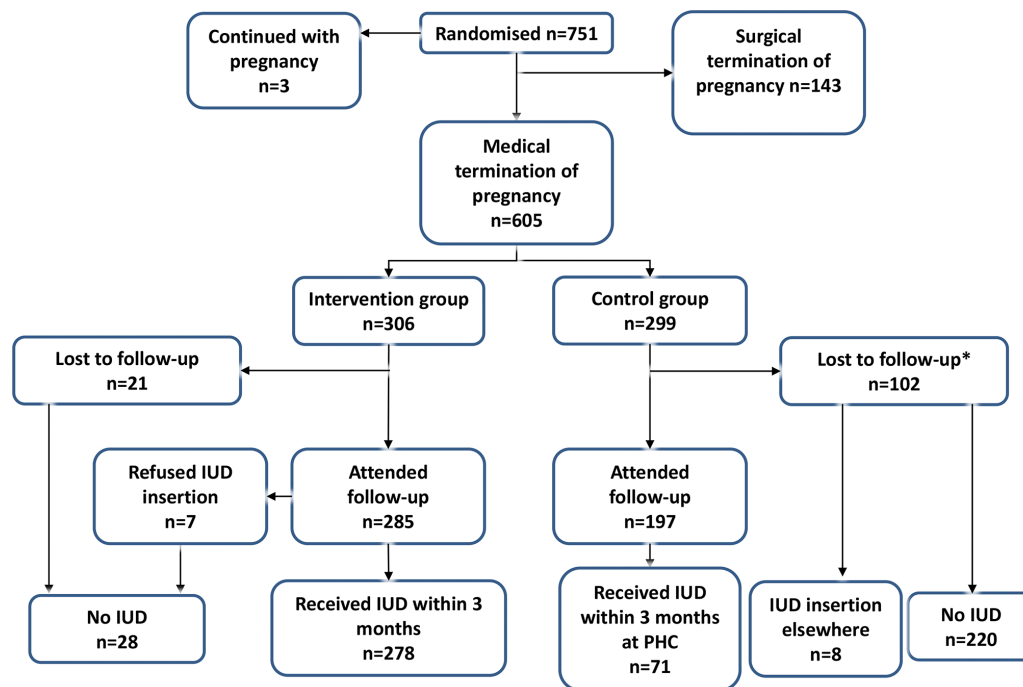 Randomised n=751
Continued with
pregnancy
n=3
Surgical
termination of
pregnancy n=143
Medical
termination of
pregnancy
n=605
Intervention group
n=306
Control group
n=299
Lost to follow-up
n=21
Lost to follow-up*
n=102
Refused IUD
insertion
n=7
Attended
follow-up
n=285
Attended
follow-up
n=197
No IUD
n=28
Received IUD within 3
months
n=278
Received IUD
within 3 months
at PHC
n=71
IUD insertion
elsewhere
n=8
No IUD
n=220